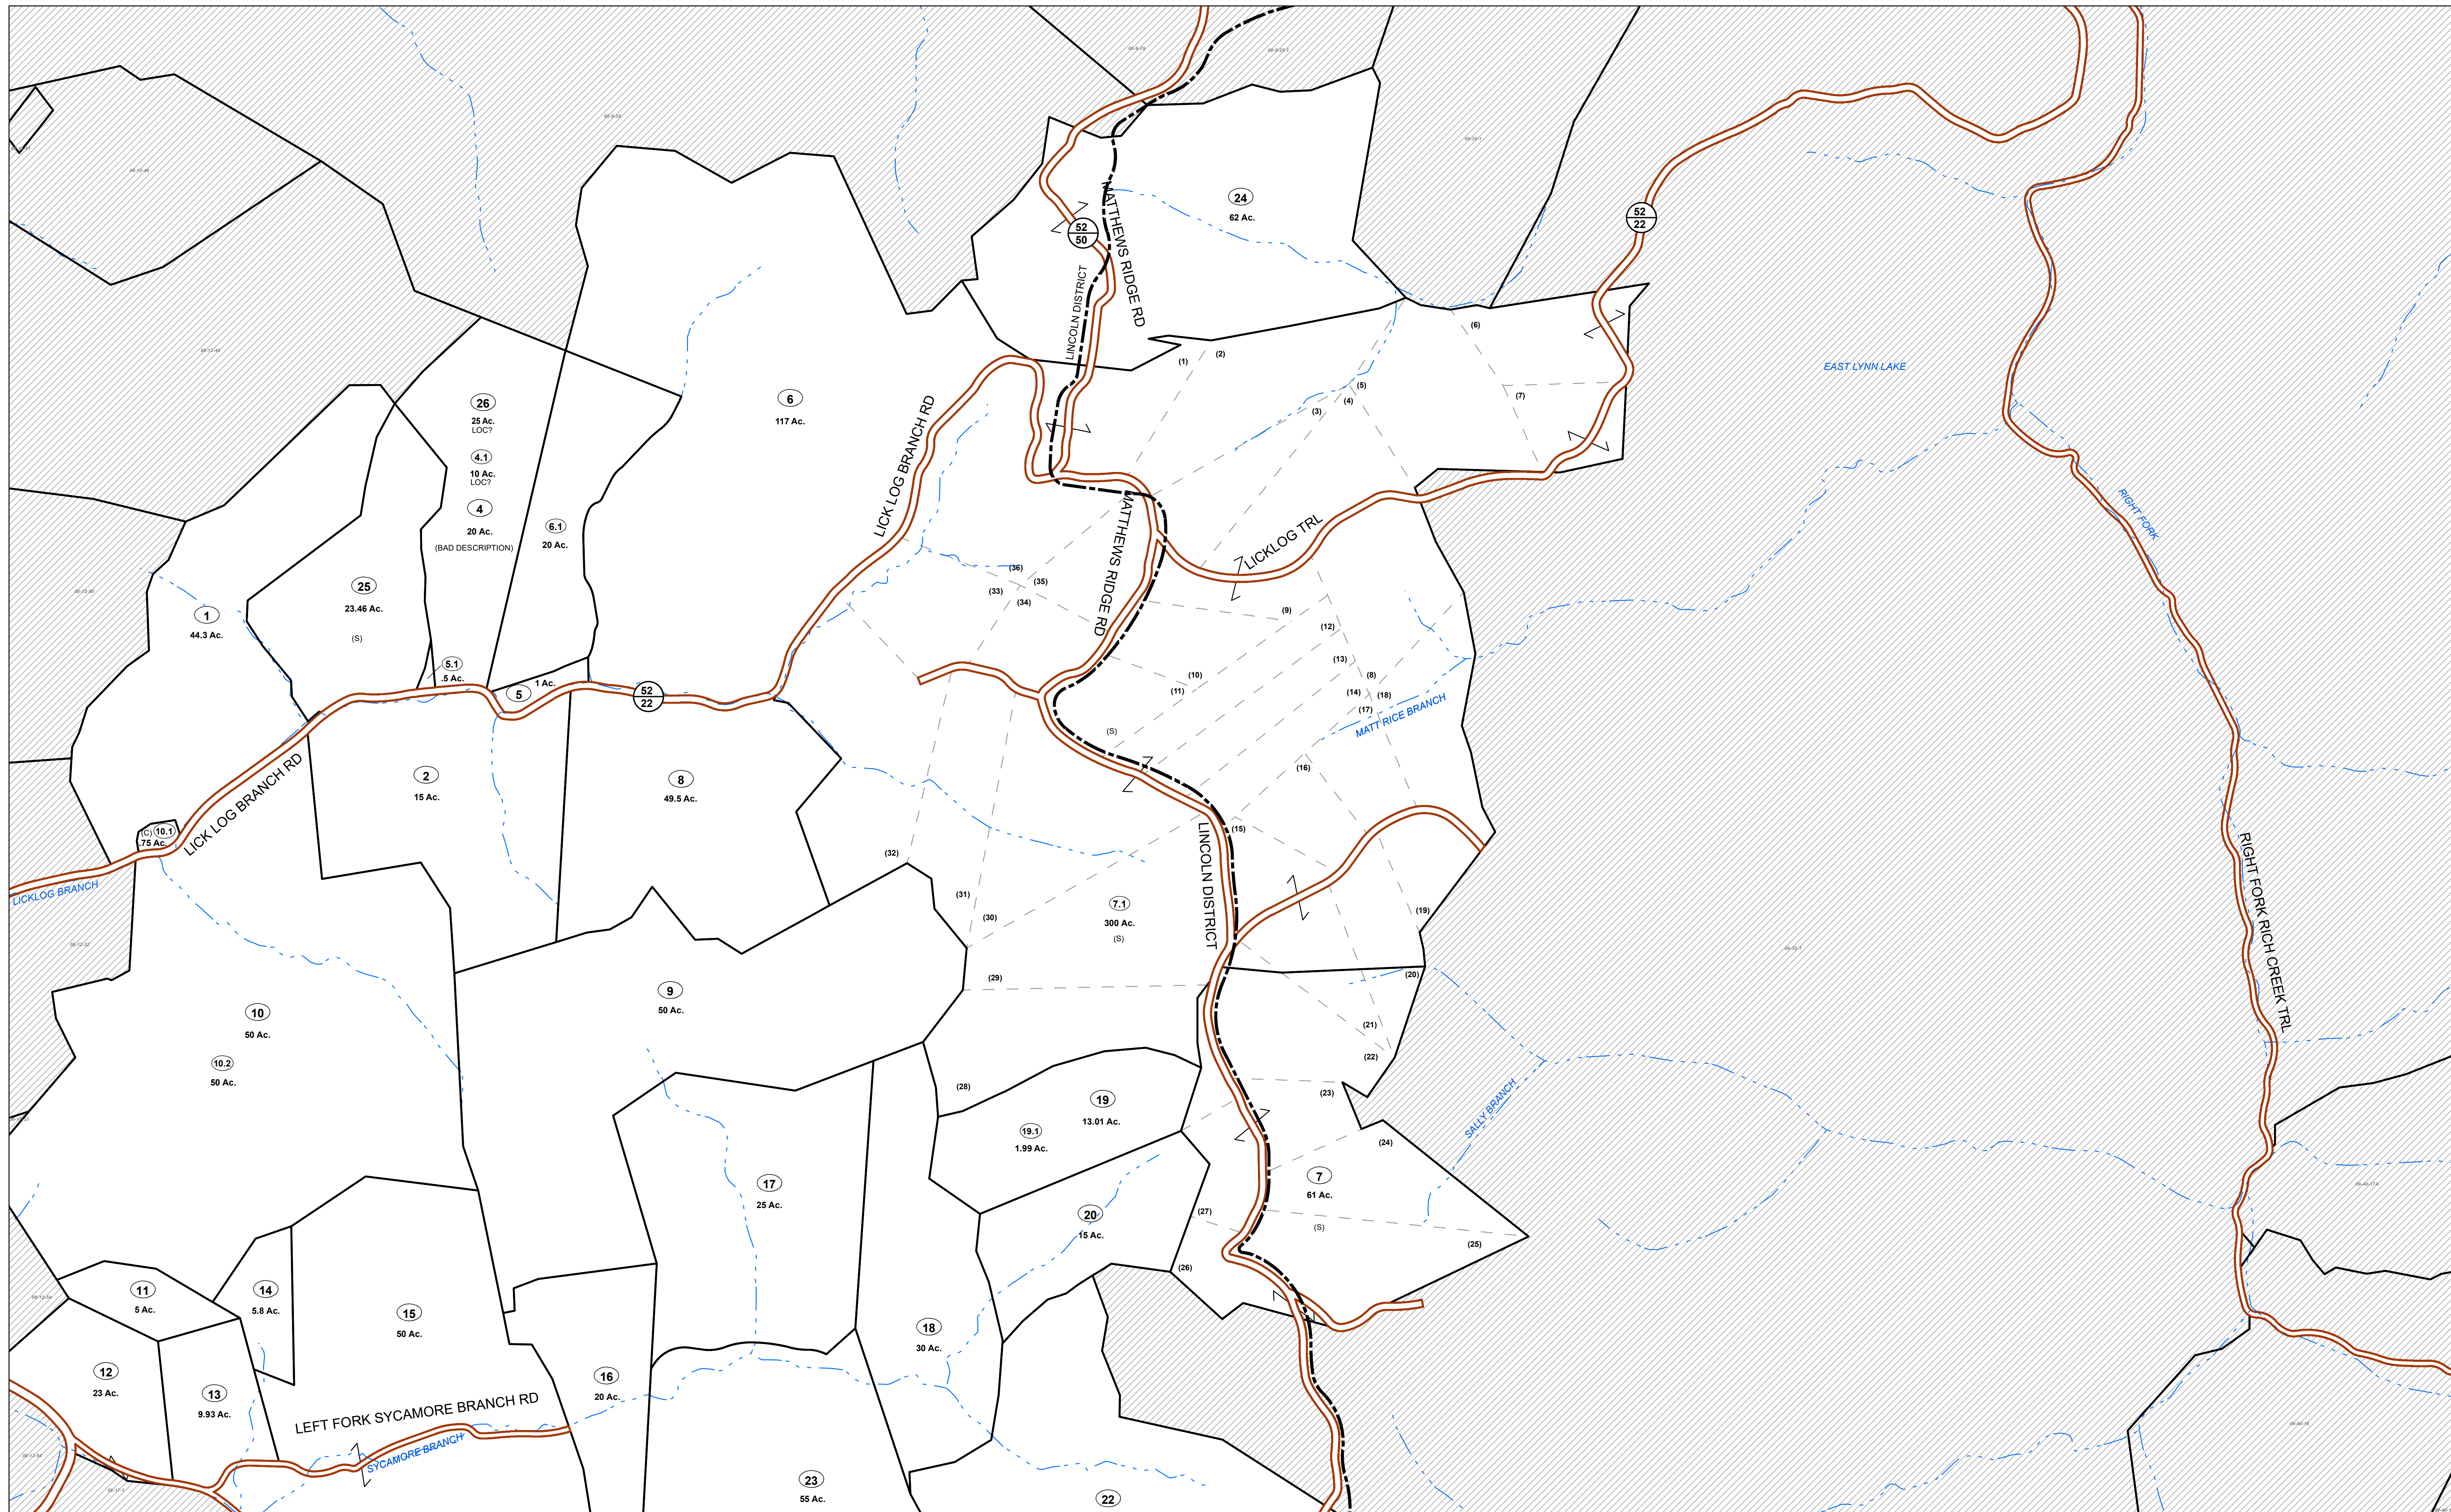 24
62 Ac.
52
50
MATTHEWS RIDGE RD
LINCOLN DISTRICT
52
22
(1)
(2)
(6)
(5)
(4)
(3)
(7)
EAST LYNN LAKE
26
25 Ac.
LOC?
4.1
10 Ac.
LOC?
4
20 Ac.
(BAD DESCRIPTION)
6
117 Ac.
6.1
20 Ac.
LICK LOG BRANCH RD
MATTHEWS RIDGE RD
LICKLOG TRL
RIGHT FORK
25
23.46 Ac.
(S)
1
44.3 Ac.
(36)
(35)
(33)
(34)
(9)
(12)
(13)
(8)
(10)
(11)
(14)
(18)
(17)
MATT RICE BRANCH
(S)
(16)
5.1
.5 Ac.
5
1 Ac.
52
22
2
15 Ac.
8
49.5 Ac.
(C)
10.1
.75 Ac.
LICK LOG BRANCH RD
LICKLOG BRANCH
(15)
LINCOLN DISTRICT
(32)
(31)
(30)
7.1
300 Ac.
(S)
(19)
RIGHT FORK RICH CREEK TRL
08-39-1
(29)
(20)
9
50 Ac.
10
50 Ac.
10.2
50 Ac.
(21)
(22)
(28)
(23)
19
13.01 Ac.
19.1
1.99 Ac.
SALLY BRANCH
(24)
7
61 Ac.
(S)
17
25 Ac.
20
15 Ac.
(27)
(25)
(26)
11
5 Ac.
14
5.8 Ac.
15
50 Ac.
18
30 Ac.
12
23 Ac.
13
9.93 Ac.
16
20 Ac.
LEFT FORK SYCAMORE BRANCH RD
SYCAMORE BRANCH
23
55 Ac.
22